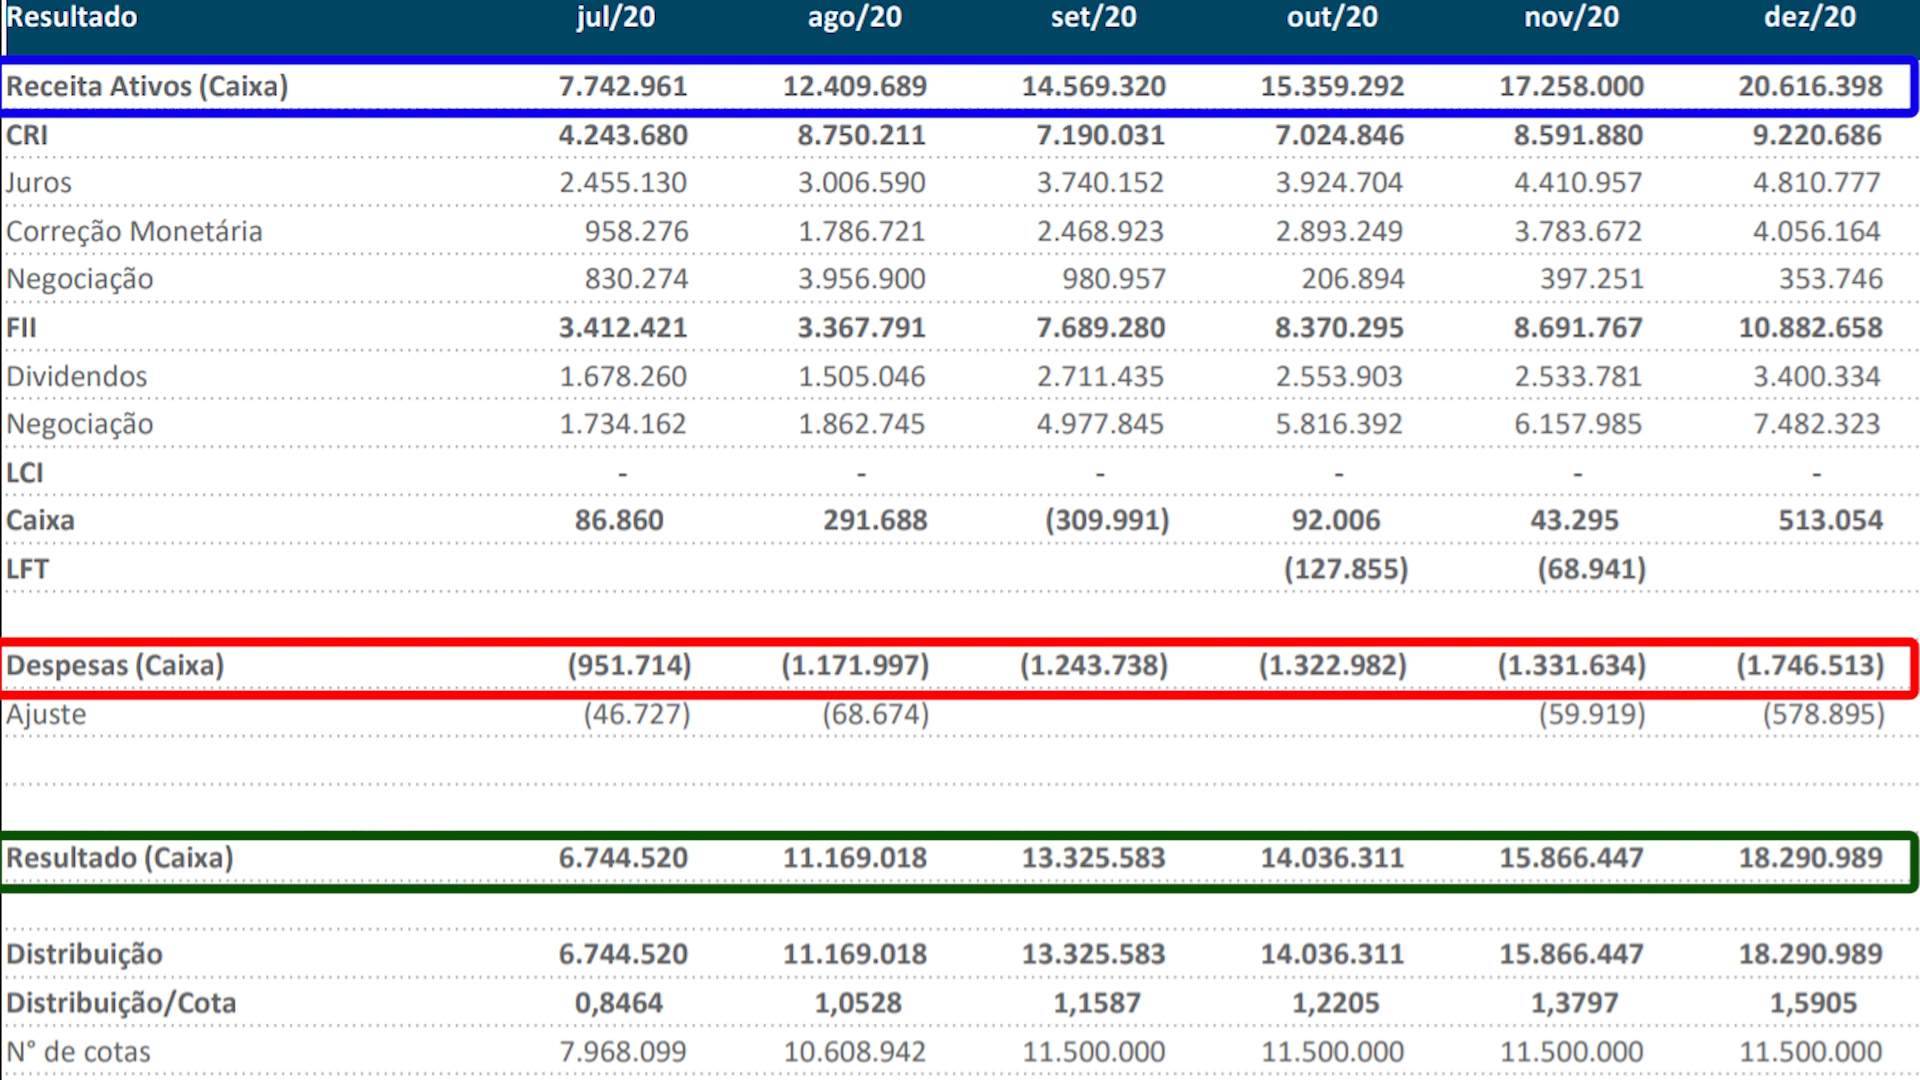 Resultado jul/20 ago/20 set/20 out/20 nov/20 dez/20
Receita Ativos (Caixa) 7.742.961 12.409.689 14.569.320 15.359.292 17.258.000 20.616.398
CRI 4.243.680 8.750.211 7.190.031 7.024.846 8.591.880 9.220.686
Juros 2.455.130 3.006.590 3.740.152 3.924.704 4.410.957 4.810.777
Correção Monetária 958.276 1.786.721 2.468.923 2.893.249 3.783.672 4.056.164
Negociação 830.274 3.956.900 980.957 206.894 397.251 353.746
FII 3.412.421 3.367.791 7.689.280 8.370.295 8.691.767 10.882.658
Dividendos 1.678.260 1.505.046 2.711.435 2.553.903 2.533.781 3.400.334
Negociação 1.734.162 1.862.745 4.977.845 5.816.392 6.157.985 7.482.323
LCI - - - - - -
Caixa 86.860 291.688 (309.991) 92.006 43.295 513.054
LFT (127.855) (68.941)
Despesas (Caixa) (951.714) (1.171.997) (1.243.738) (1.322.982) (1.331.634) (1.746.513)
Ajuste (46.727) (68.674) (59.919) (578.895)
Resultado (Caixa) 6.744.520 11.169.018 13.325.583 14.036.311 15.866.447 18.290.989
Distribuição 6.744.520 11.169.018 13.325.583 14.036.311 15.866.447 18.290.989
Distribuição/Cota 0,8464 1,0528 1,1587 1,2205 1,3797 1,5905
N° de cotas 7.968.099 10.608.942 11.500.000 11.500.000 11.500.000 11.500.000